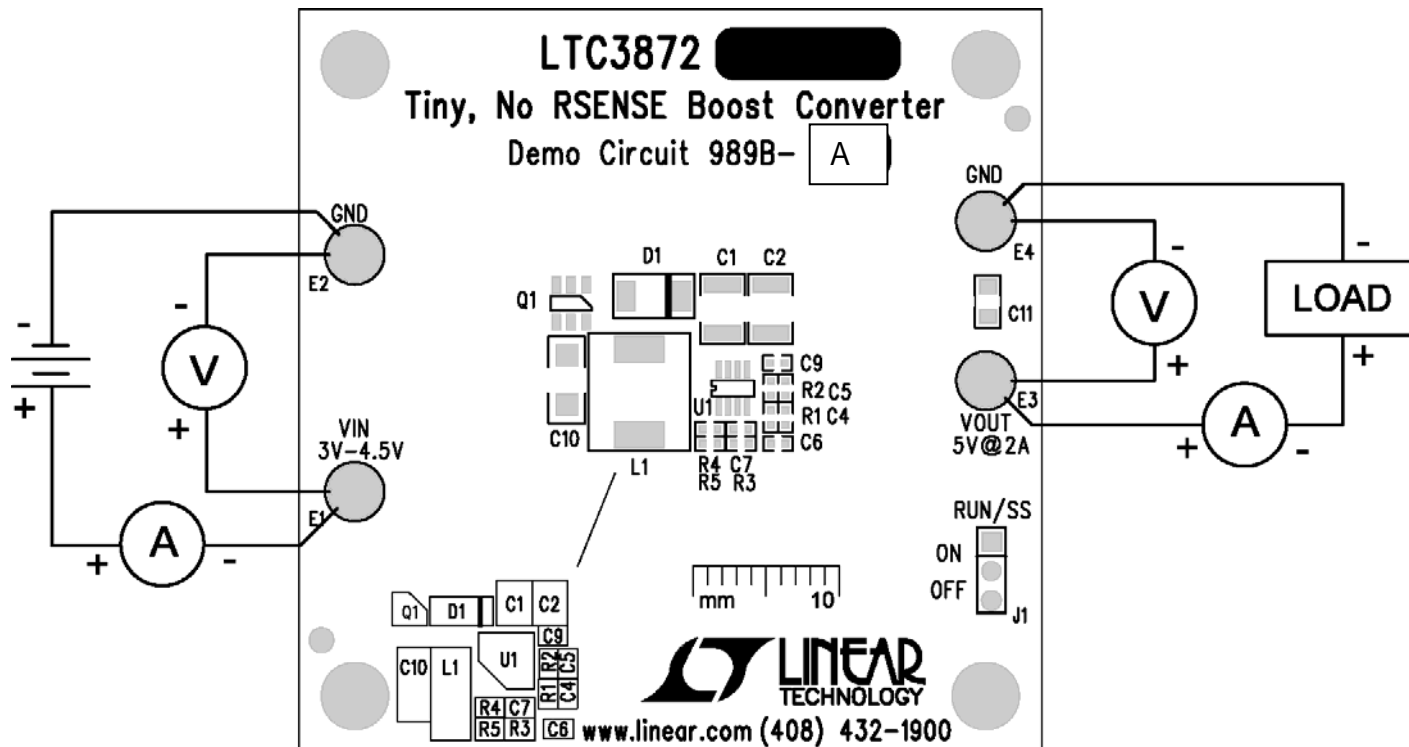 LTC3872
Tiny, No RSENSE Boost Converter
Demo Circuit 989B- A
GND
E2
-
V
+
-
+
VIN
3V-4.5V
E1
+
A
-
GND
E4
-
V
+
C11
-
LOAD
+
E3
VOUT
5V@2A
+
A
-
D1
C1
C2
Q1
C9
R2 C5
U1
R1 C4
C6
C10
L1
R4 C7
R5 R3
RUN/SS
ON
OFF
J1
mm 10
Q1
D1
C1
C2
C9
C10
L1
U1
R2
C5
R1
C4
R4 C7
R5 R3
C6
LINEAR
TECHNOLOGY
www.linear.com (408) 432-1900